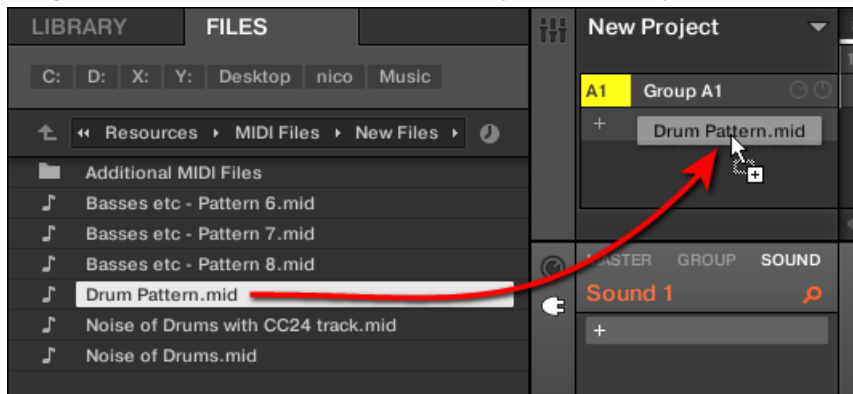 LIBRARY FILES
C: D: X: Y: Desktop nico Music
Resources MIDI Files New Files
Additional MIDI Files
Basses etc - Pattern 6.mid
Basses etc - Pattern 7.mid
Basses etc - Pattern 8.mid
Drum Pattern.mid
Noise of Drums with CC24 track.mid
Noise of Drums.mid
New Project
A1 Group A1
+ Drum Pattern.mid
MASTER GROUP SOUND
Sound 1
+